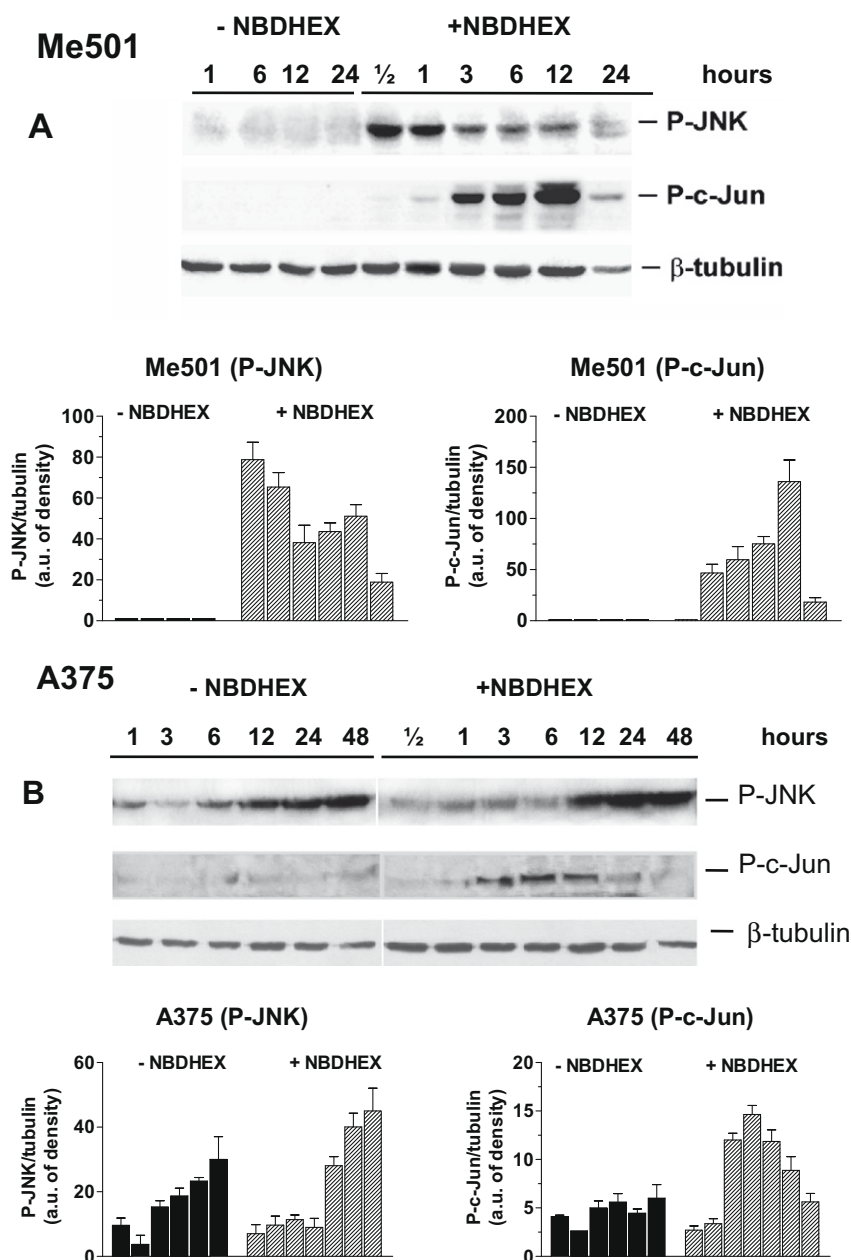 Me501
- NBDHEX +NBDHEX
1 6 12 24 ½ 1 3 6 12 24 hours
A
P-JNK
P-c-Jun
β-tubulin
Me501 (P-JNK)
P-JNK/tubulin
(a.u. of density)
100
80
60
40
20
0
- NBDHEX + NBDHEX
Me501 (P-c-Jun)
P-c-Jun/tubulin
(a.u. of density)
200
150
100
50
0
- NBDHEX + NBDHEX
A375
- NBDHEX +NBDHEX
1 3 6 12 24 48 ½ 1 3 6 12 24 48 hours
B
P-JNK
P-c-Jun
β-tubulin
A375 (P-JNK)
P-JNK/tubulin
(a.u. of density)
60
40
20
0
- NBDHEX + NBDHEX
A375 (P-c-Jun)
P-c-Jun/tubulin
(a.u. of density)
20
15
10
5
0
- NBDHEX + NBDHEX